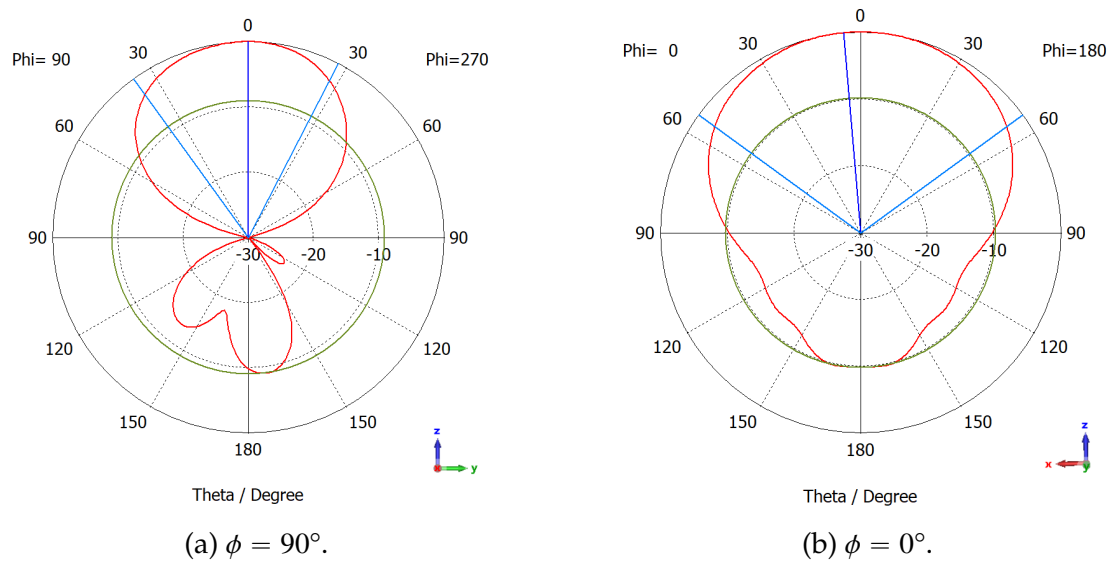 0
30
30
Phi= 90
Phi=270
60
60
90
90
-30
-20
-10
120
120
150
150
180
z
y
x
Theta / Degree
(a) ϕ = 90°.
0
30
30
Phi= 0
Phi=180
60
60
90
90
-30
-20
-10
120
120
150
150
180
z
x
y
Theta / Degree
(b) ϕ = 0°.